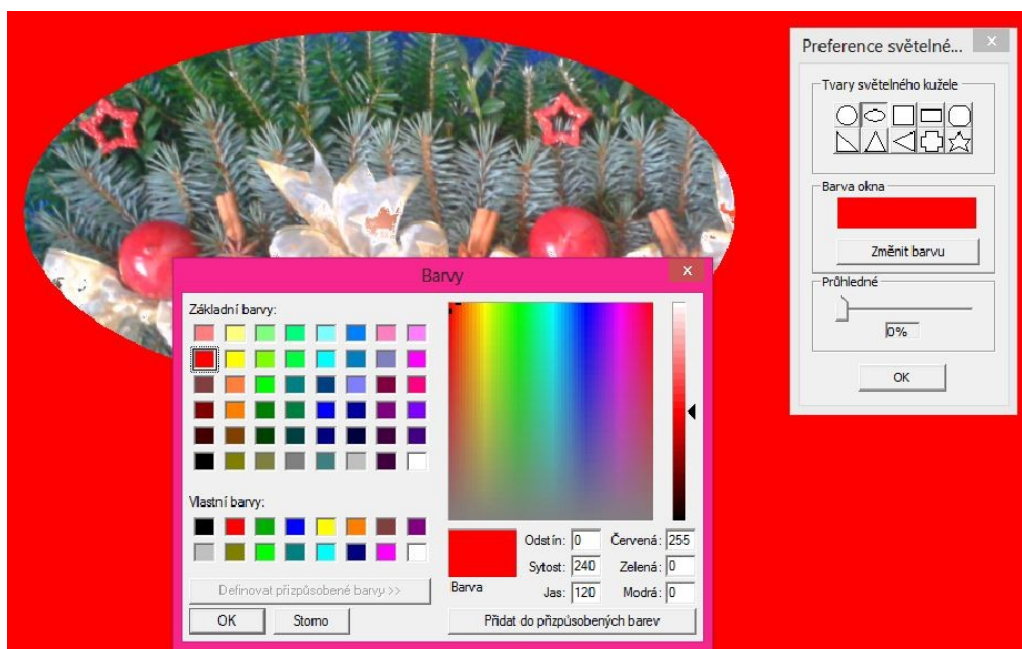 Preference světelné...
Tvary světelného kužele
Barva okna
Změnit barvu
Průhledné
0%
OK
Barvy
Základní barvy:
Vlastní barvy:
Definovat přizpůsobené barvy >>
OK
Storno
Barva
Odstín: 0
Červená: 255
Sytost: 240
Zelená: 0
Jas: 120
Modrá: 0
Přidat do přizpůsobených barev